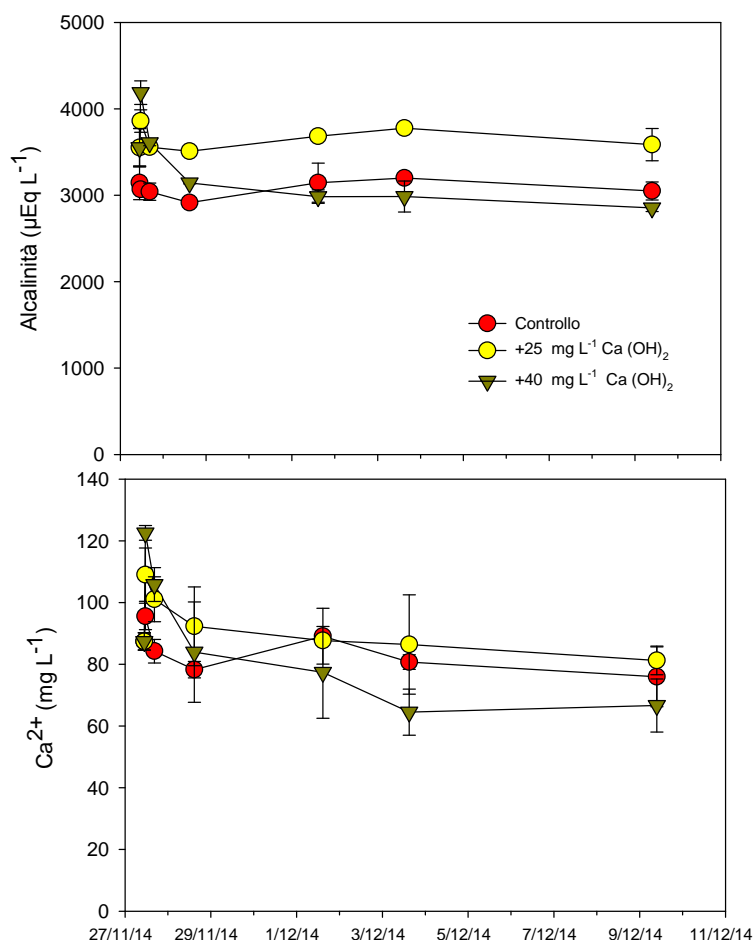 5000
4000
3000
2000
1000
0
Alcalinità (µEq L⁻¹)
Controllo
+25 mg L⁻¹ Ca (OH)₂
+40 mg L⁻¹ Ca (OH)₂
140
120
100
80
60
40
20
0
Ca²⁺ (mg L⁻¹)
27/11/14 29/11/14 1/12/14 3/12/14 5/12/14 7/12/14 9/12/14 11/12/14